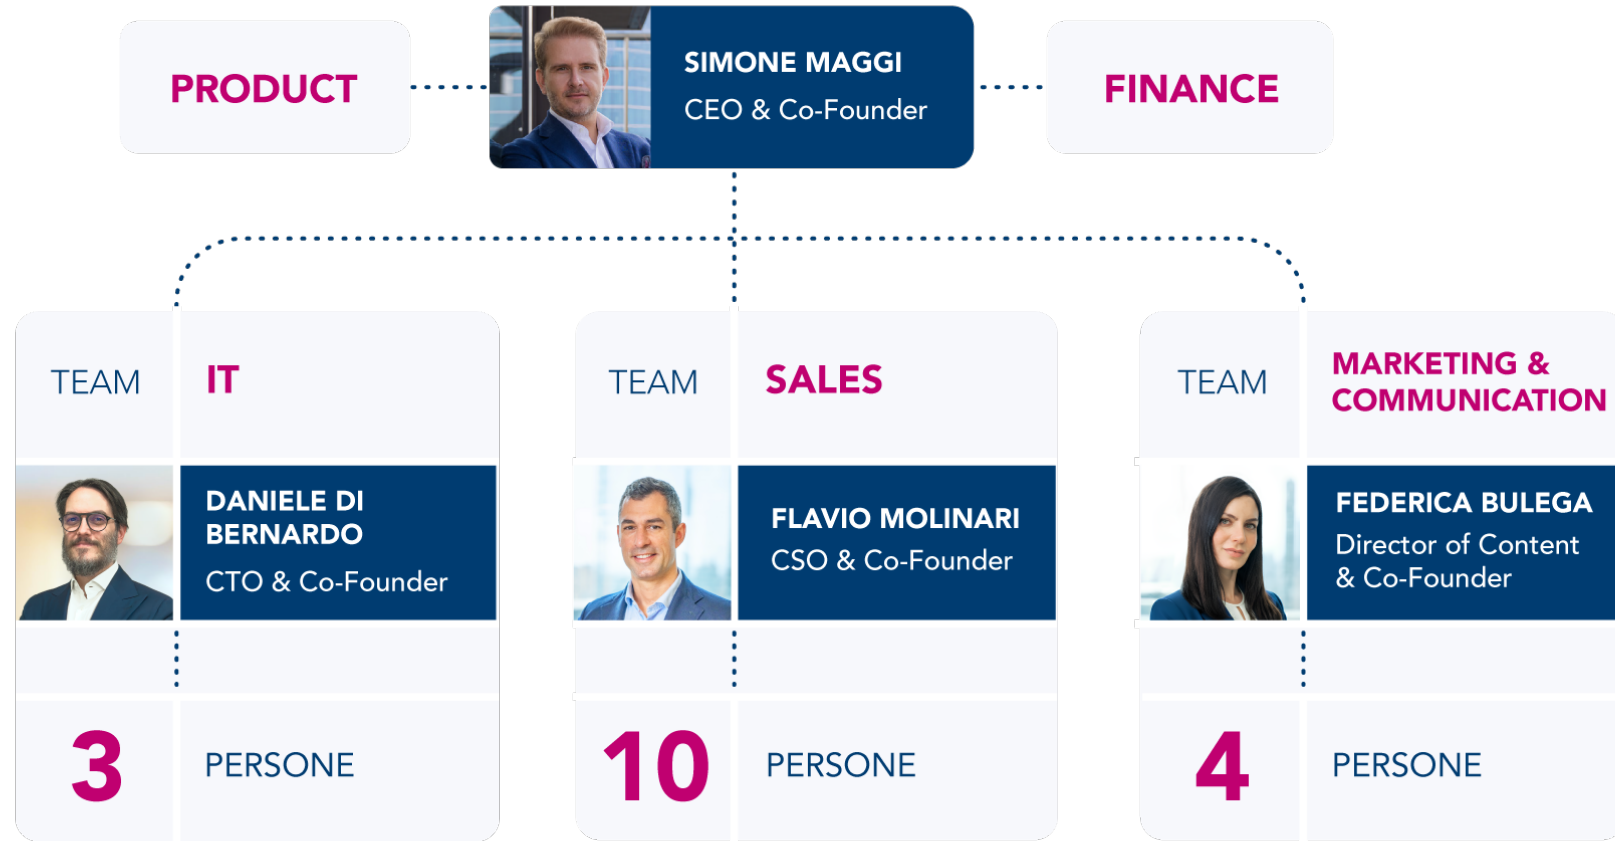 PRODUCT
SIMONE MAGGI
CEO & Co-Founder
FINANCE
TEAM
IT
DANIELE DI
BERNARDO
CTO & Co-Founder
3
PERSONE
TEAM
SALES
FLAVIO MOLINARI
CSO & Co-Founder
10
PERSONE
TEAM
MARKETING &
COMMUNICATION
FEDERICA BULEGA
Director of Content
& Co-Founder
4
PERSONE